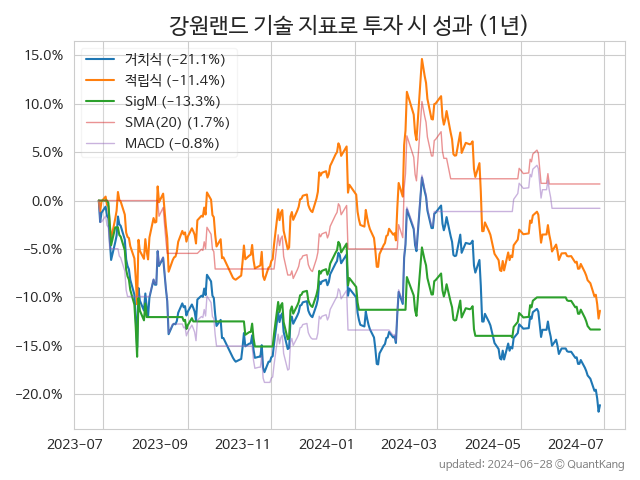 강원랜드 기술 지표로 투자 시 성과 (1년)
15.0%
10.0%
5.0%
0.0%
−5.0%
−10.0%
−15.0%
−20.0%
거치식 (−21.1%)
적립식 (−11.4%)
SigM (−13.3%)
SMA(20) (1.7%)
MACD (−0.8%)
2023-07
2023-09
2023-11
2024-01
2024-03
2024-05
2024-07
updated: 2024-06-28 © QuantKang